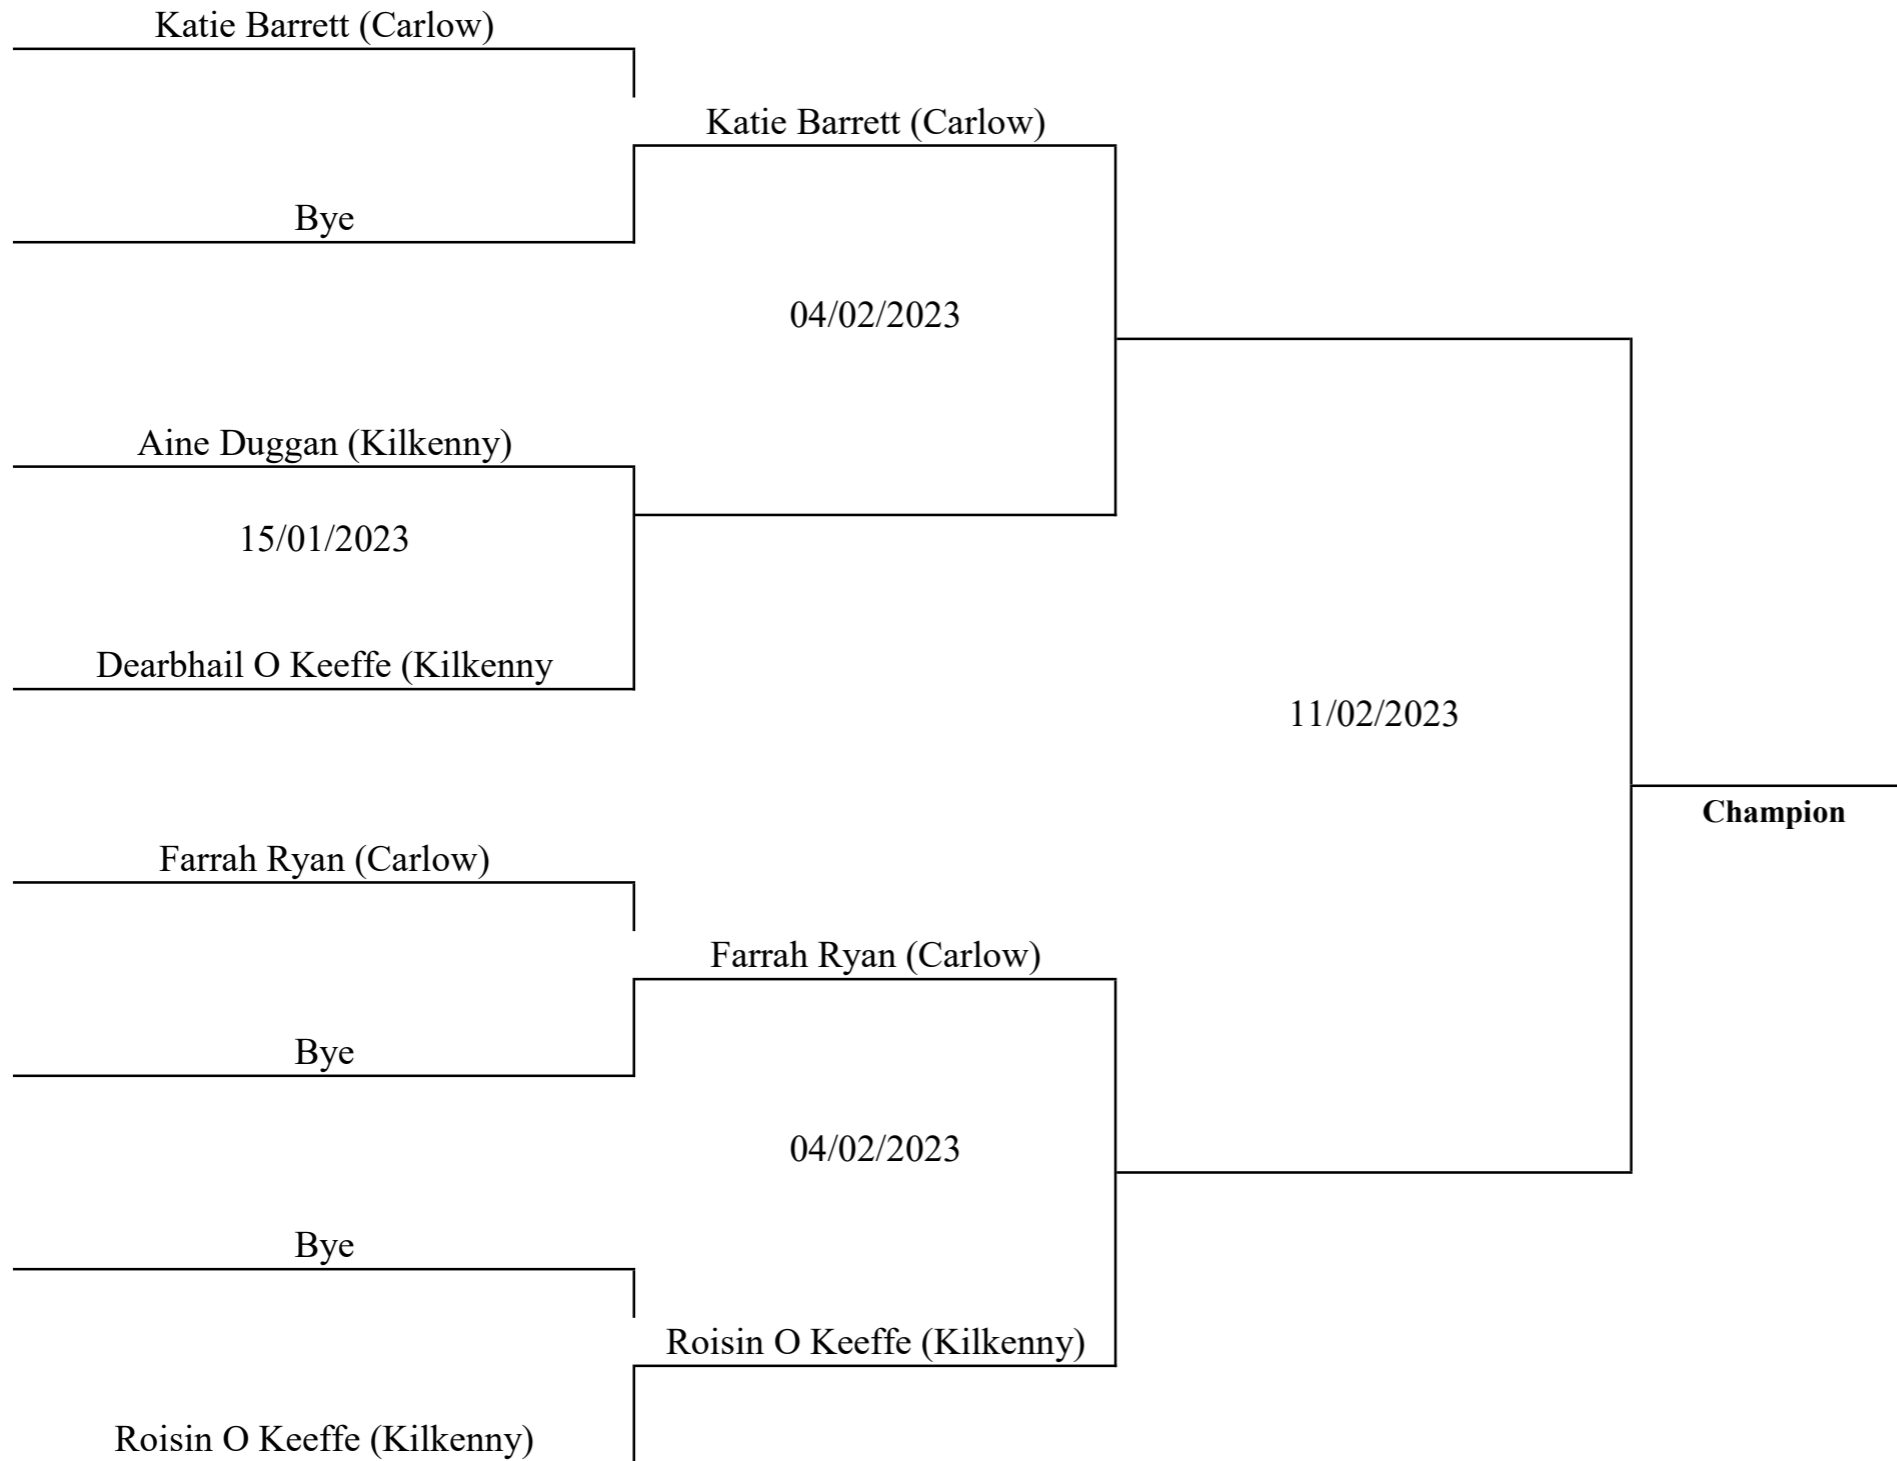 Katie Barrett (Carlow)
Katie Barrett (Carlow)
Bye
04/02/2023
Aine Duggan (Kilkenny)
15/01/2023
Dearbhail O Keeffe (Kilkenny
11/02/2023
Champion
Farrah Ryan (Carlow)
Farrah Ryan (Carlow)
Bye
04/02/2023
Bye
Roisin O Keeffe (Kilkenny)
Roisin O Keeffe (Kilkenny)